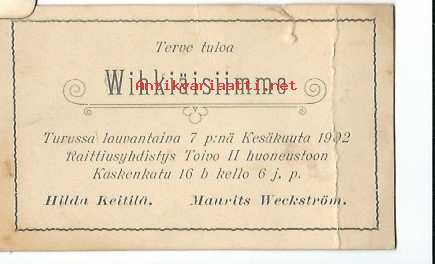 Terve tuloa
Wihkiäisiimme
antikvariaatti.net
Turussa lauvantaina 7 p:nä Kesäkuuta 1902
Raittiusyhdistys Toivo II huoneustoon
Kaskenkatu 16 b kello 6 j. p.
Hilda Keitilä. Maurits Weckström.